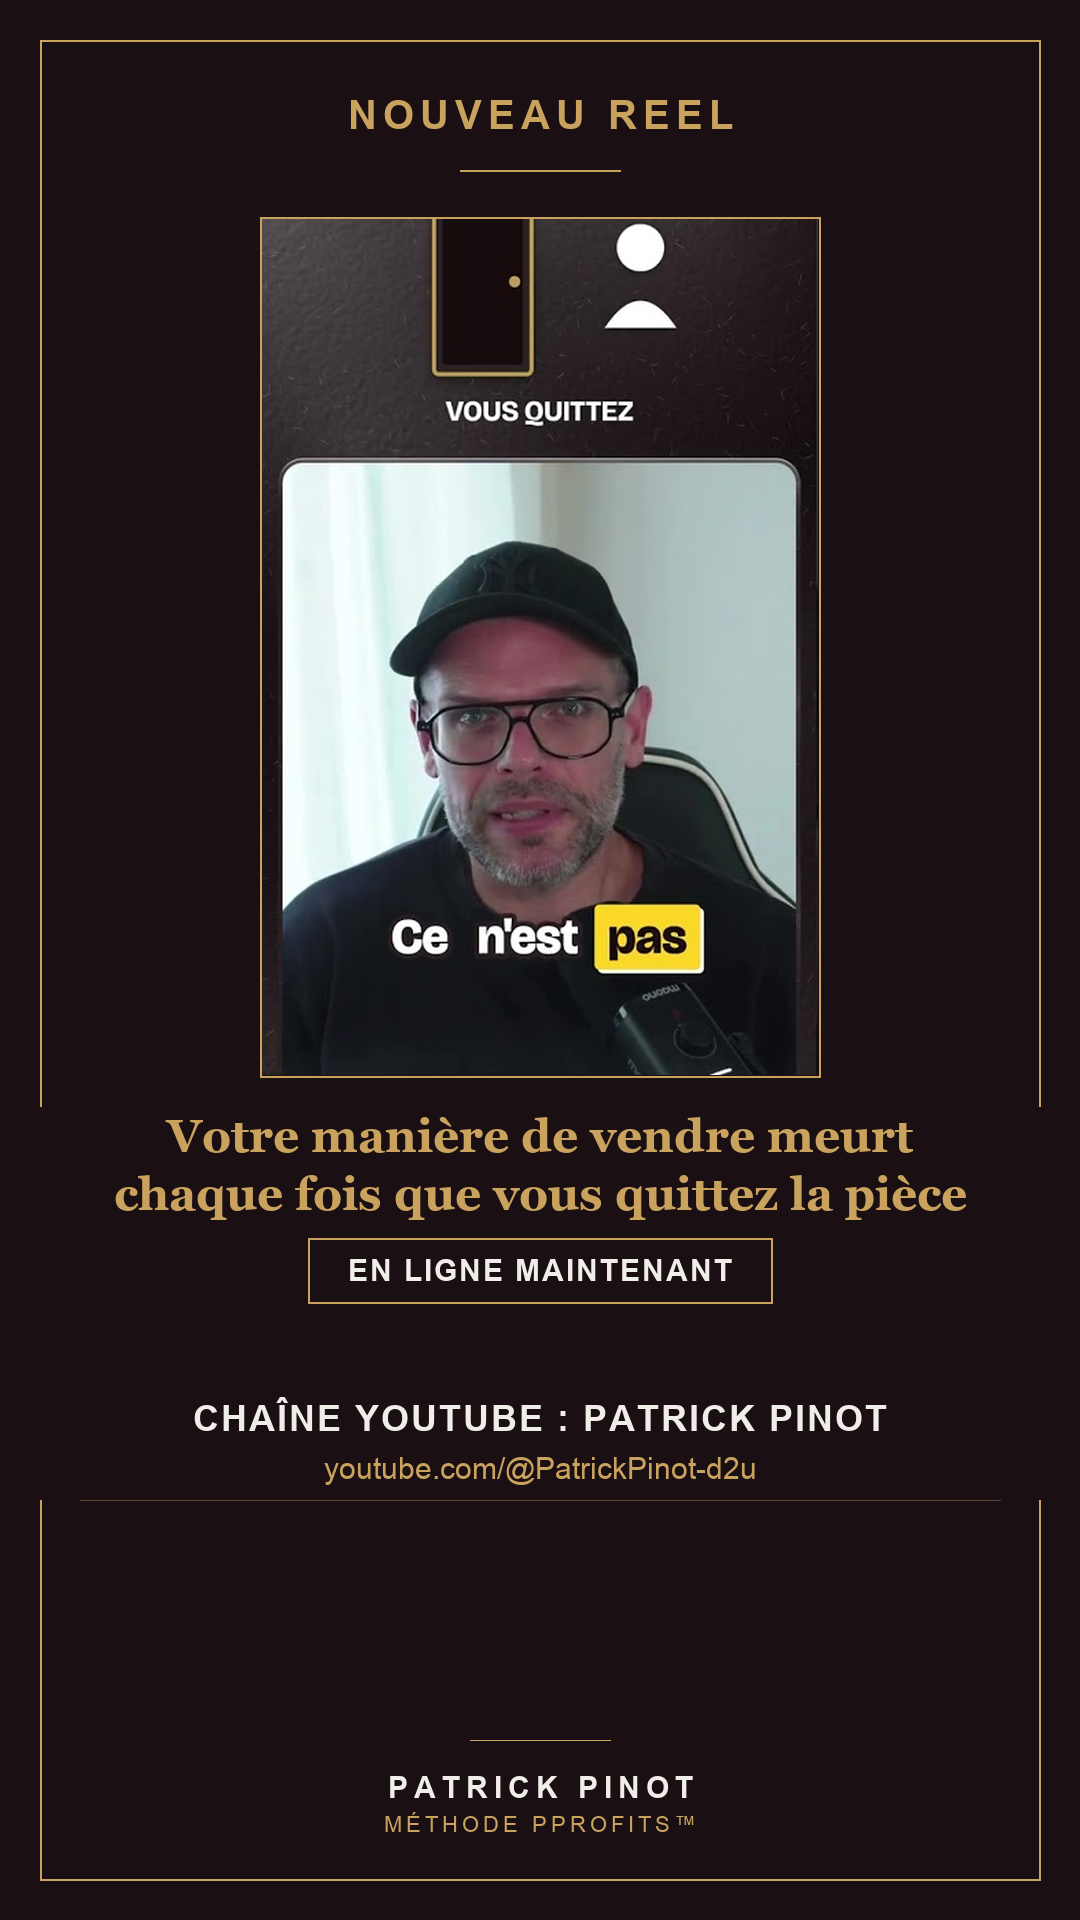 NOUVEAU REEL
VOUS QUITTEZ
Ce n'est pas
maono
Votre manière de vendre meurt
chaque fois que vous quittez la pièce
EN LIGNE MAINTENANT
CHAÎNE YOUTUBE : PATRICK PINOT
youtube.com/@PatrickPinot-d2u
PATRICK PINOT
MÉTHODE PPROFITS™